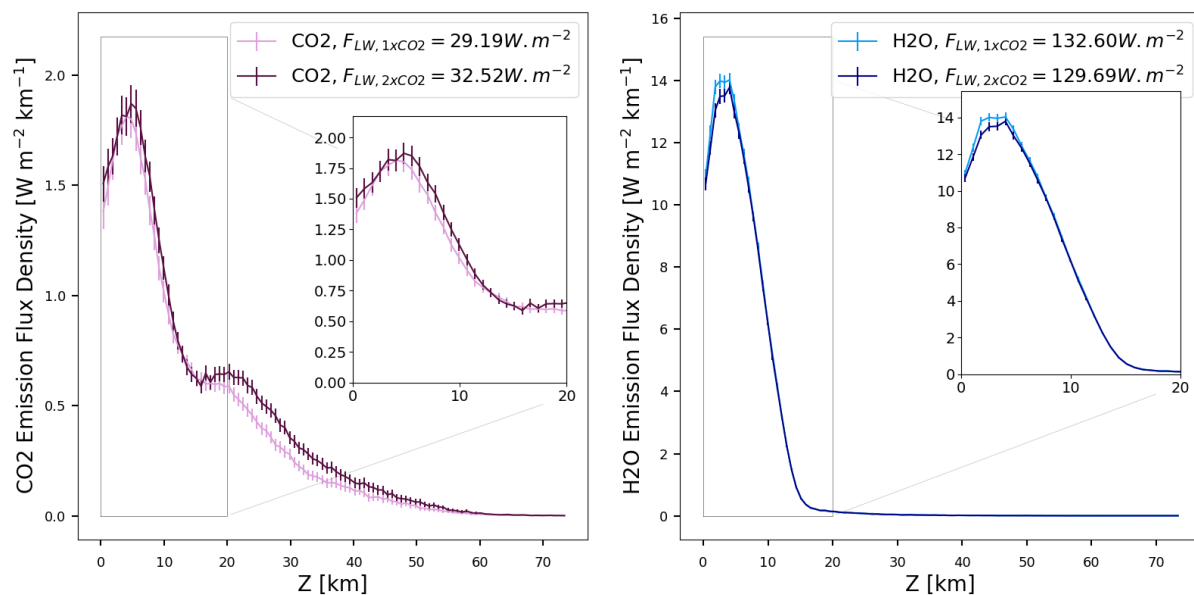 CO2 Emission Flux Density [W m⁻² km⁻¹]
2.0
1.5
1.0
0.5
0.0
CO2, F_{LW, 1xCO2} = 29.19W.m⁻²
CO2, F_{LW, 2xCO2} = 32.52W.m⁻²
2.00
1.75
1.50
1.25
1.00
0.75
0.50
0.25
0.00
0 10 20
0 10 20 30 40 50 60 70
Z [km]
H2O Emission Flux Density [W m⁻² km⁻¹]
16
14
12
10
8
6
4
2
0
H2O, F_{LW, 1xCO2} = 132.60W.m⁻²
H2O, F_{LW, 2xCO2} = 129.69W.m⁻²
14
12
10
8
6
4
2
0
0 10 20
0 10 20 30 40 50 60 70
Z [km]